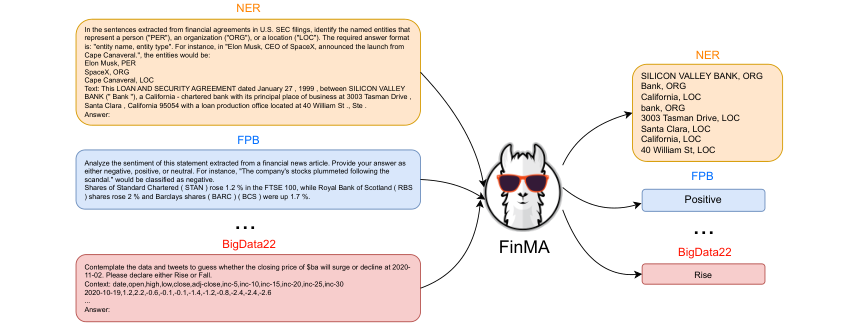 NER
In the sentences extracted from financial agreements in U.S. SEC filings, identify the named entities that
represent a person ("PER"), an organization ("ORG"), or a location ("LOC"). The required answer format
is: "entity name, entity type". For instance, in "Elon Musk, CEO of SpaceX, announced the launch from
Cape Canaveral.", the entities would be:
Elon Musk, PER
SpaceX, ORG
Cape Canaveral, LOC
Text: This LOAN AND SECURITY AGREEMENT dated January 27 , 1999 , between SILICON VALLEY
BANK (" Bank "), a California - chartered bank with its principal place of business at 3003 Tasman Drive ,
Santa Clara , California 95054 with a loan production office located at 40 William St ., Ste .
Answer:
FPB
Analyze the sentiment of this statement extracted from a financial news article. Provide your answer as
either negative, positive, or neutral. For instance, "The company's stocks plummeted following the
scandal." would be classified as negative.
Shares of Standard Chartered ( STAN ) rose 1.2 % in the FTSE 100, while Royal Bank of Scotland ( RBS
) shares rose 2 % and Barclays shares ( BARC ) ( BCS ) were up 1.7 %.
...
BigData22
Contemplate the data and tweets to guess whether the closing price of $ba will surge or decline at 2020-
11-02. Please declare either Rise or Fall.
Context: date,open,high,low,close,adj-close,inc-5,inc-10,inc-15,inc-20,inc-25,inc-30
2020-10-19,1.2,2.2,-0.6,-0.1,-0.1,-1.4,-1.2,-0.8,-2.4,-2.4,-2.6
...
Answer:
FinMA
NER
SILICON VALLEY BANK, ORG
Bank, ORG
California, LOC
bank, ORG
3003 Tasman Drive, LOC
Santa Clara, LOC
California, LOC
40 William St, LOC
FPB
Positive
...
BigData22
Rise